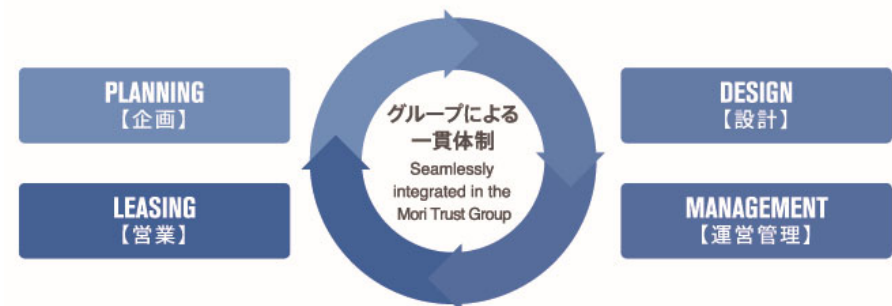 PLANNING
【企画】
DESIGN
【設計】
グループによる
一貫体制
Seamlessly
integrated in the
Mori Trust Group
LEASING
【営業】
MANAGEMENT
【運営管理】